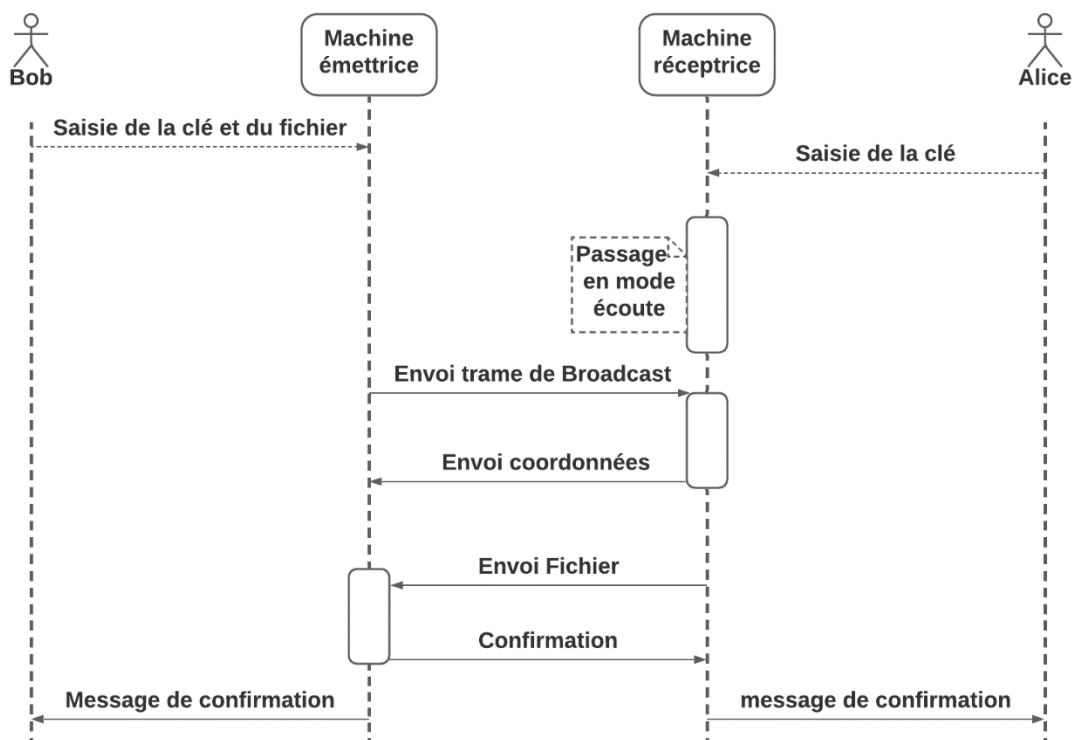 Bob
Machine
émettrice
Machine
réceptrice
Alice
Saisie de la clé et du fichier
Saisie de la clé
Passage
en mode
écoute
Envoi trame de Broadcast
Envoi coordonnées
Envoi Fichier
Confirmation
Message de confirmation
message de confirmation